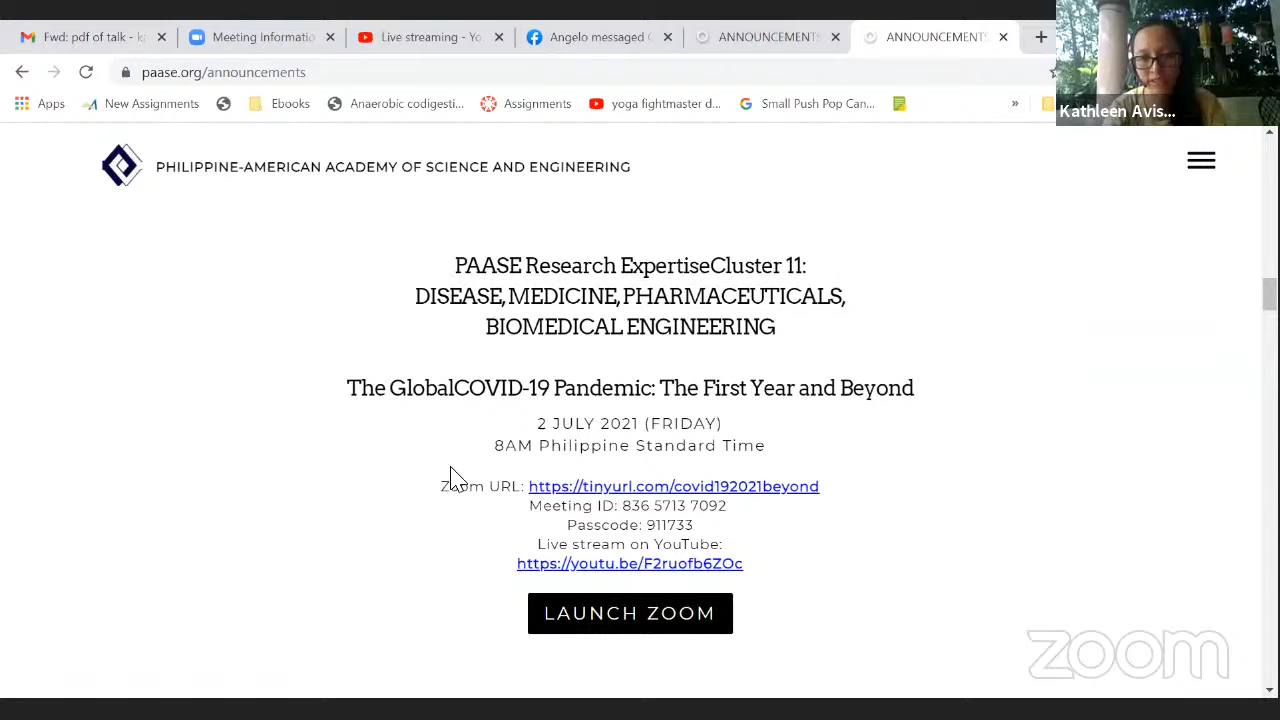 Fwd: pdf of talk - k
Meeting Informatio
Live streaming - Yo
Angelo messaged
ANNOUNCEMENTS
ANNOUNCEMENTS
paase.org/announcements
Apps
New Assignments
Ebooks
Anaerobic codigesti...
Assignments
yoga fightmaster d...
Small Push Pop Can...
»
Kathleen Avis...
PHILIPPINE-AMERICAN ACADEMY OF SCIENCE AND ENGINEERING
PAASE Research ExpertiseCluster 11:
DISEASE, MEDICINE, PHARMACEUTICALS,
BIOMEDICAL ENGINEERING
The GlobalCOVID-19 Pandemic: The First Year and Beyond
2 JULY 2021 (FRIDAY)
8AM Philippine Standard Time
Zoom URL: https://tinyurl.com/covid192021beyond
Meeting ID: 836 5713 7092
Passcode: 911733
Live stream on YouTube:
https://youtu.be/F2ruofb6ZOc
LAUNCH ZOOM
zoom